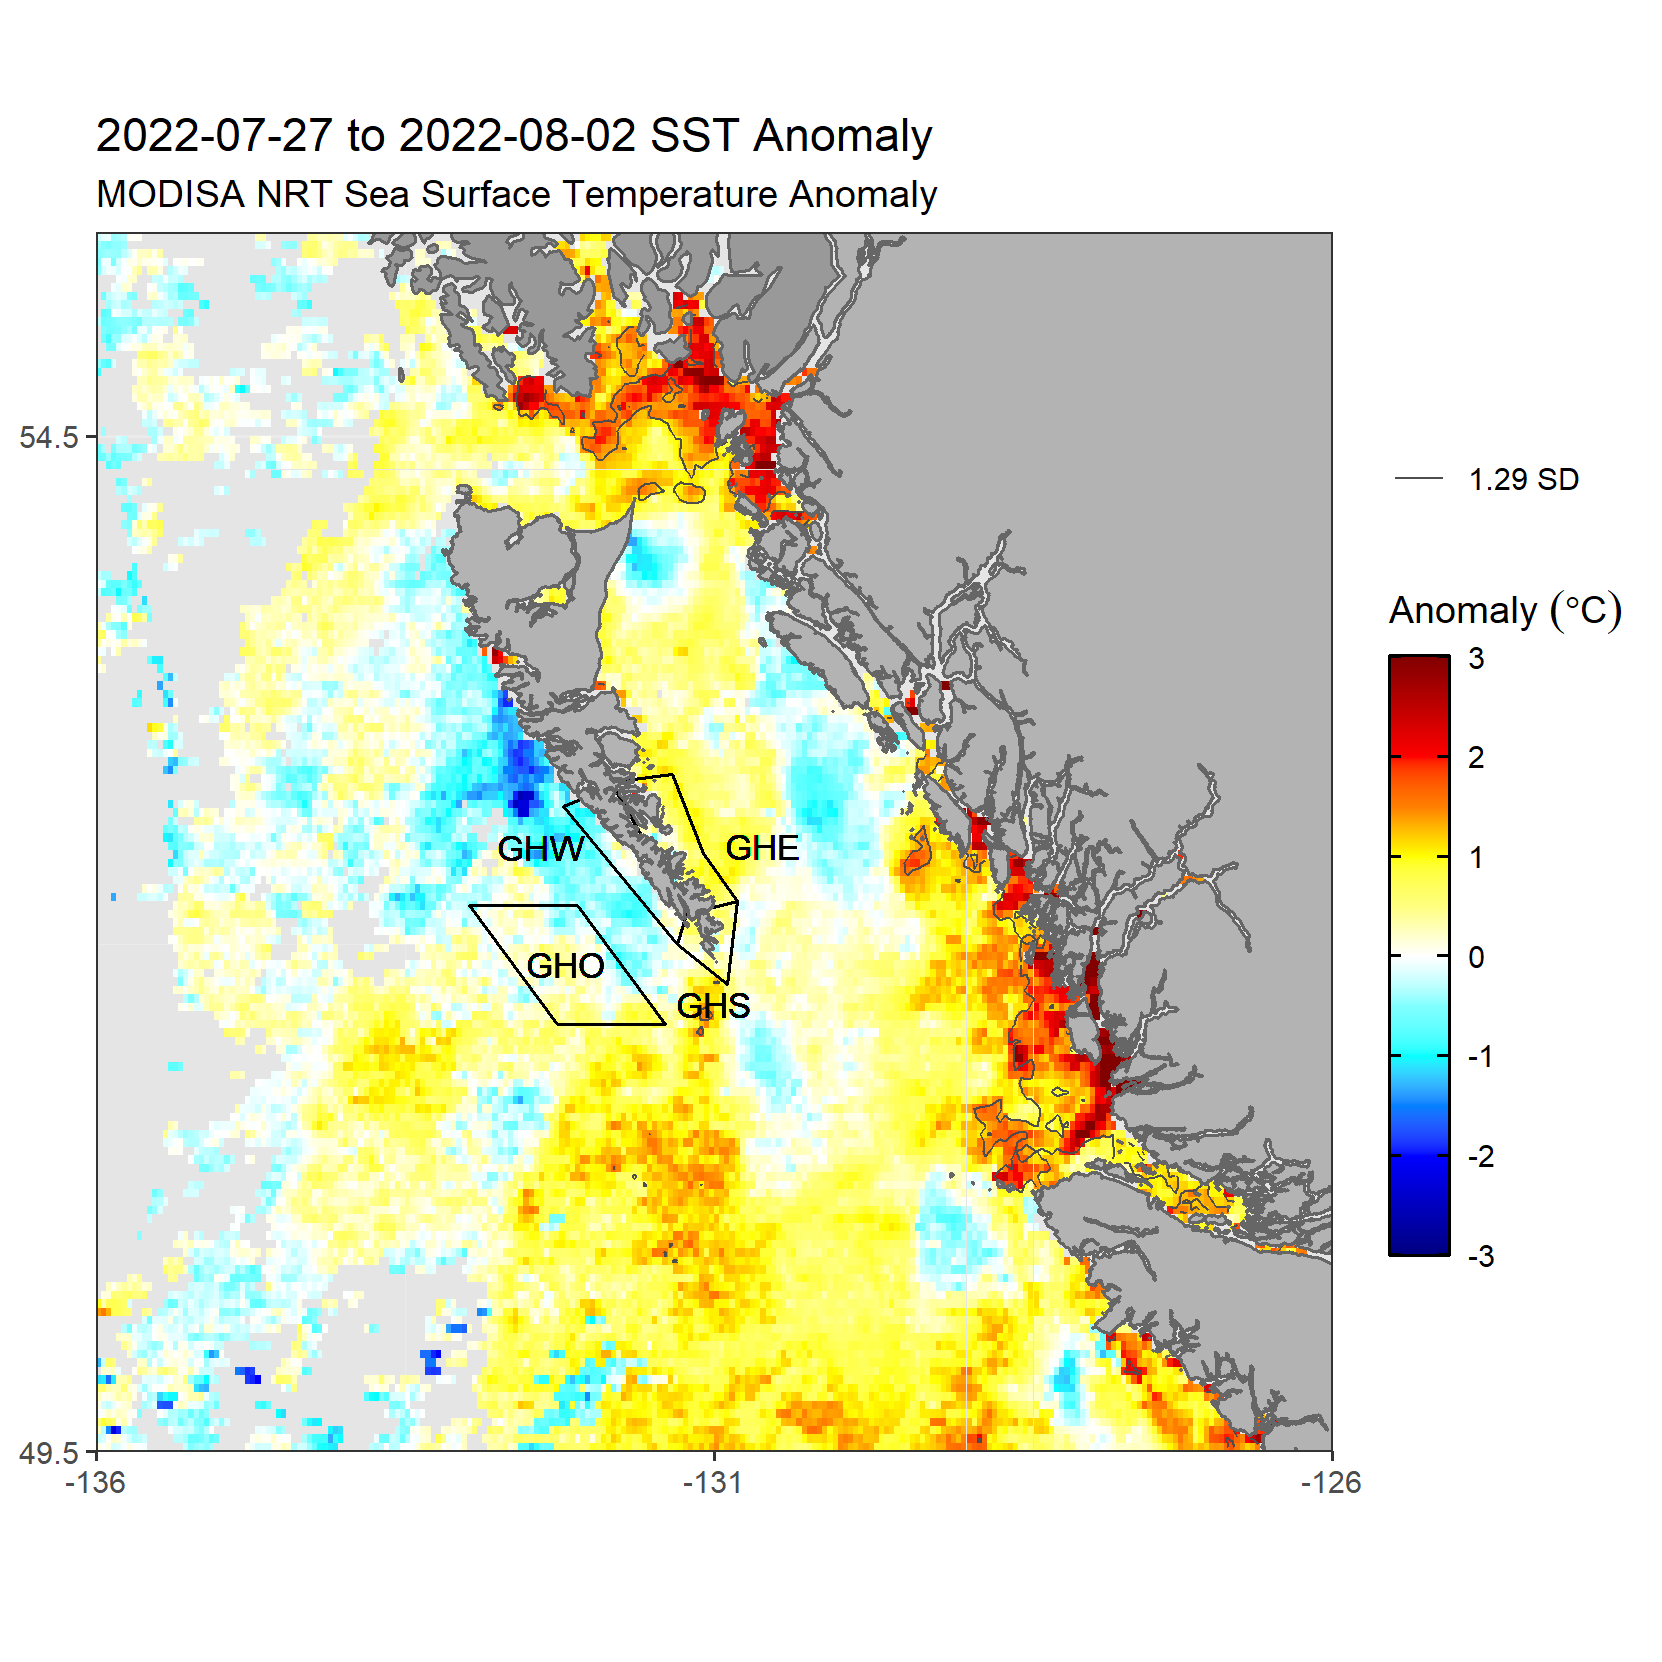 2022-07-27 to 2022-08-02 SST Anomaly
MODISA NRT Sea Surface Temperature Anomaly
54.5
49.5
-136
-131
-126
GHW
GHE
GHO
GHS
1.29 SD
Anomaly (°C)
3
2
1
0
-1
-2
-3